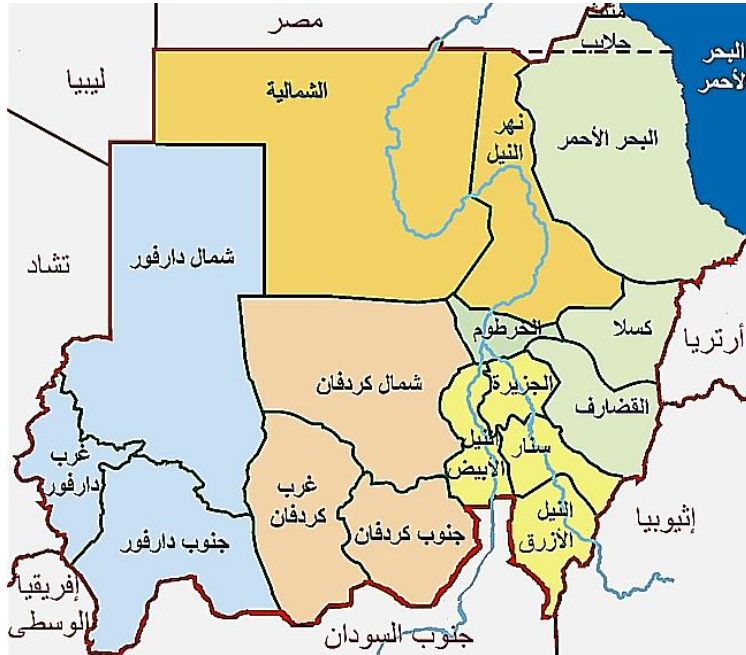 مصر
مثلث
حلايب
البحر
الأحمر
ليبيا
الشمالية
نهر
النيل
البحر الأحمر
تشاد
شمال دارفور
الخرطوم
كسلا
أرتريا
شمال كردفان
الجزيرة
القضارف
غرب
دارفور
النيل
الأبيض
سنار
غرب
كردفان
جنوب دارفور
جنوب كردفان
النيل
الأزرق
إثيوبيا
إفريقيا
الوسطى
جنوب السودان